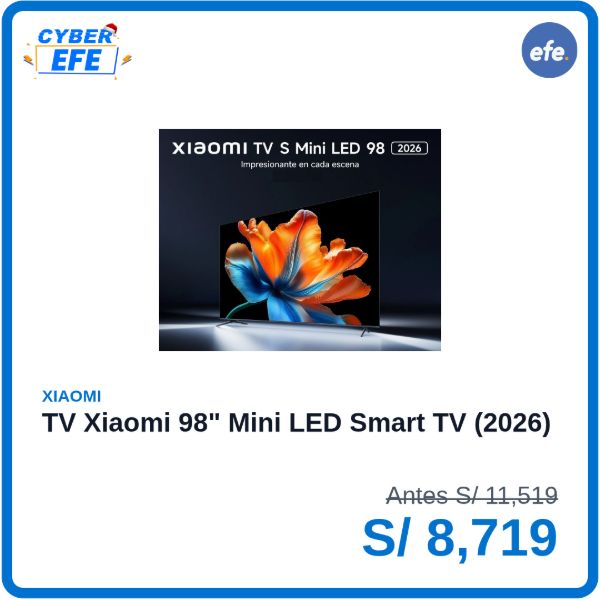 CYBER
EFE
efe.
XIAOMI TV S Mini LED 98 2026
Impresionante en cada escena
XIAOMI
TV Xiaomi 98" Mini LED Smart TV (2026)
Antes S/ 11,519
S/ 8,719